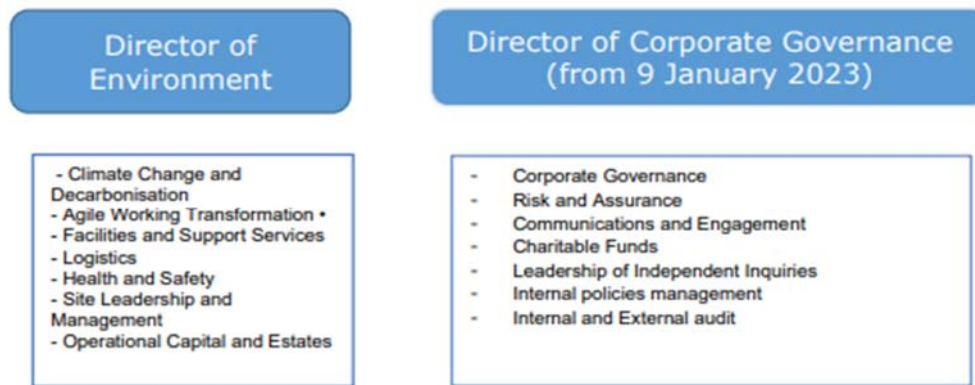 Director of
Environment
Director of Corporate Governance
(from 9 January 2023)
- Climate Change and
Decarbonisation
- Agile Working Transformation •
- Facilities and Support Services
- Logistics
- Health and Safety
- Site Leadership and
Management
- Operational Capital and Estates
- Corporate Governance
- Risk and Assurance
- Communications and Engagement
- Charitable Funds
- Leadership of Independent Inquiries
- Internal policies management
- Internal and External audit